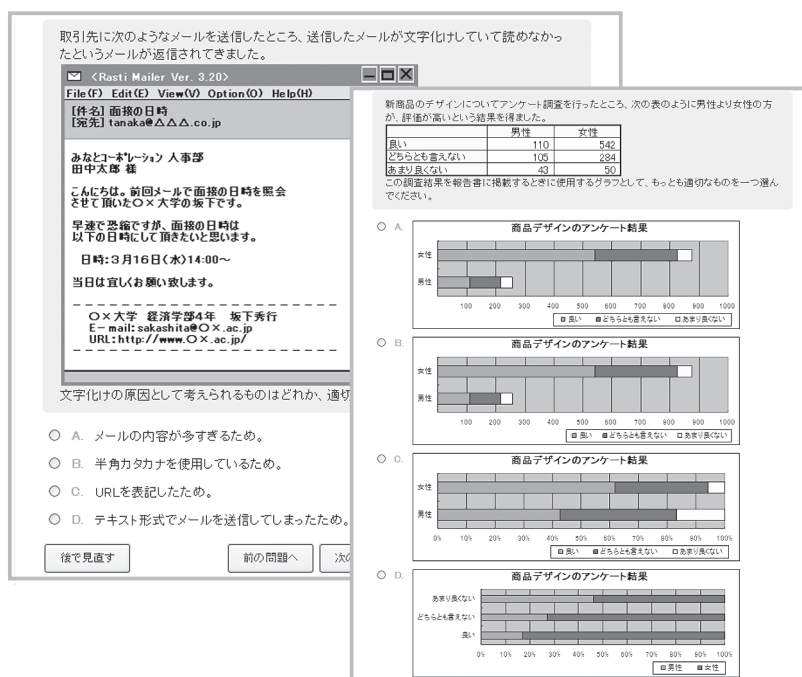 取引先に次のようなメールを送信したところ、送信したメールが文字化けしていて読めなかっ
たというメールが返信されてきました。
<Rasti Mailer Ver. 3.20>
File(F) Edit(E) View(V) Option(O) Help(H)
[件名] 面接の日時
[宛先] tanaka@△△△.co.jp
みなとコーポレーション 人事部
田中太郎 様
こんにちは。前回メールで面接の日時を照会
させて頂いた○×大学の坂下です。
早速で恐縮ですが、面接の日時は
以下の日時にして頂きたいと思います。
日時:3月16日(水)14:00～
当日は宜しくお願い致します。
○×大学 経済学部4年 坂下秀行
E-mail:sakashita@○×.ac.jp
URL:http://www.○×.ac.jp/
文字化けの原因として考えられるものはどれか、適切
A. メールの内容が多すぎるため。
B. 半角カタカナを使用しているため。
C. URLを表記したため。
D. テキスト形式でメールを送信してしまったため。
後で見直す 前の問題へ 次の
新商品のデザインについてアンケート調査を行ったところ、次の表のように男性より女性の方
が、評価が高いという結果を得ました。
男性 女性
良い 110 542
どちらとも言えない 105 284
あまり良くない 43 50
この調査結果を報告書に掲載するときに使用するグラフとして、もっとも適切なものを一つ選ん
でください。
A. 商品デザインのアンケート結果
女性
男性
100 200 300 400 500 600 700 800 900 1000
良い どちらとも言えない あまり良くない
B. 商品デザインのアンケート結果
女性
男性
100 200 300 400 500 600 700 800 900 1000
良い どちらとも言えない あまり良くない
C. 商品デザインのアンケート結果
女性
男性
0% 10% 20% 30% 40% 50% 60% 70% 80% 90% 100%
良い どちらとも言えない あまり良くない
D. 商品デザインのアンケート結果
あまり良くない
どちらとも言えない
良い
0% 10% 20% 30% 40% 50% 60% 70% 80% 90% 100%
男性 女性